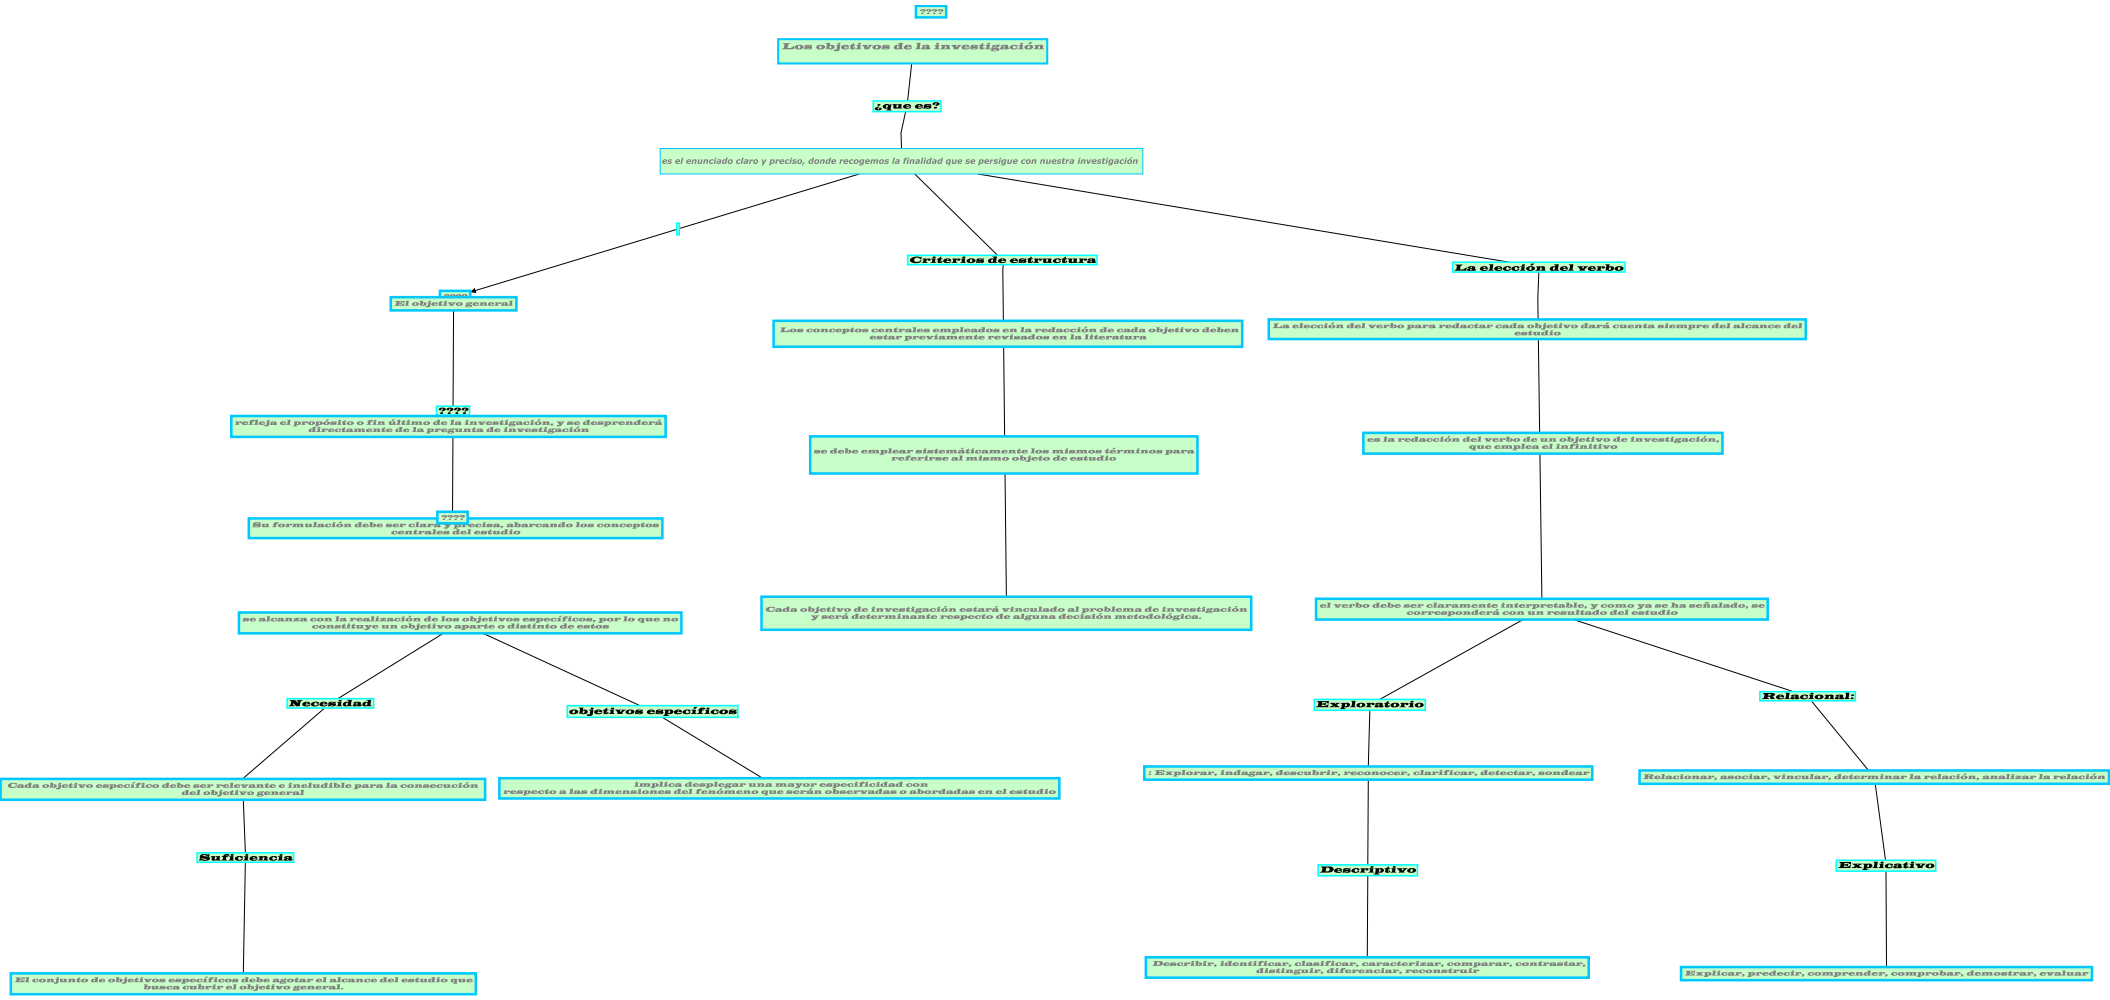 ????
Los objetivos de la investigación
¿que es?
es el enunciado claro y preciso, donde recogemos la finalidad que se persigue con nuestra investigación
El objetivo general
????
refleja el propósito o fin último de la investigación, y se desprenderá
directamente de la pregunta de investigación
????
Su formulación debe ser clara y precisa, abarcando los conceptos
centrales del estudio
se alcanza con la realización de los objetivos específicos, por lo que no
constituye un objetivo aparte o distinto de estos
Necesidad
Cada objetivo específico debe ser relevante e includible para la consecución
del objetivo general
Suficiencia
El conjunto de objetivos específicos debe agotar el alcance del estudio que
busca cubrir el objetivo general.
objetivos específicos
implica desplegar una mayor especificidad con
respecto a las dimensiones del fenómeno que serán observadas o abordadas en el estudio
Criterios de estructura
Los conceptos centrales empleados en la redacción de cada objetivo deben
estar previamente revisados en la literatura
se debe emplear sistemáticamente los mismos términos para
referirse al mismo objeto de estudio
Cada objetivo de investigación estará vinculado al problema de investigación
y será determinante respecto de alguna decisión metodológica.
La elección del verbo
La elección del verbo para redactar cada objetivo dará cuenta siempre del alcance del
estudio
es la redacción del verbo de un objetivo de investigación,
que emplea el infinitivo
el verbo debe ser claramente interpretable, y como ya se ha señalado, se
corresponderá con un resultado del estudio
Exploratorio
: Explorar, indagar, descubrir, reconocer, clarificar, detectar, sondear
Descriptivo
Describir, identificar, clasificar, caracterizar, comparar, contrastar,
distinguir, diferenciar, reconstruir
Relacional:
Relacionar, asociar, vincular, determinar la relación, analizar la relación
Explicativo
Explicar, predecir, comprender, comprobar, demostrar, evaluar